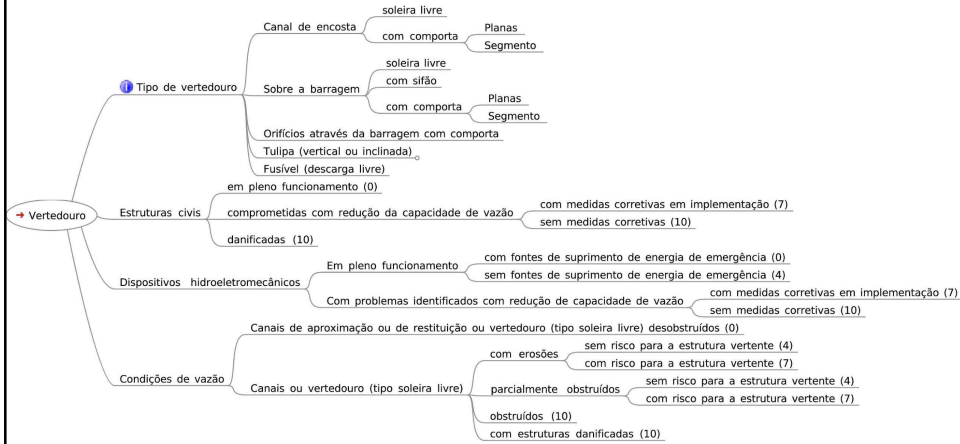 Vertedouro
Tipo de vertedouro
Canal de encosta
soleira livre
com comporta
Planas
Segmento
Sobre a barragem
soleira livre
com sifão
com comporta
Planas
Segmento
Orifícios através da barragem com comporta
Tulipa (vertical ou inclinada)
Fusível (descarga livre)
Estruturas civis
em pleno funcionamento (0)
comprometidas com redução da capacidade de vazão
com medidas corretivas em implementação (7)
sem medidas corretivas (10)
danificadas (10)
Dispositivos hidroeletromecânicos
Em pleno funcionamento
com fontes de suprimento de energia de emergência (0)
sem fontes de suprimento de energia de emergência (4)
Com problemas identificados com redução de capacidade de vazão
com medidas corretivas em implementação (7)
sem medidas corretivas (10)
Condições de vazão
Canais de aproximação ou de restituição ou vertedouro (tipo soleira livre) desobstruídos (0)
Canais ou vertedouro (tipo soleira livre)
com erosões
sem risco para a estrutura vertente (4)
com risco para a estrutura vertente (7)
parcialmente obstruídos
sem risco para a estrutura vertente (4)
com risco para a estrutura vertente (7)
obstruídos (10)
com estruturas danificadas (10)